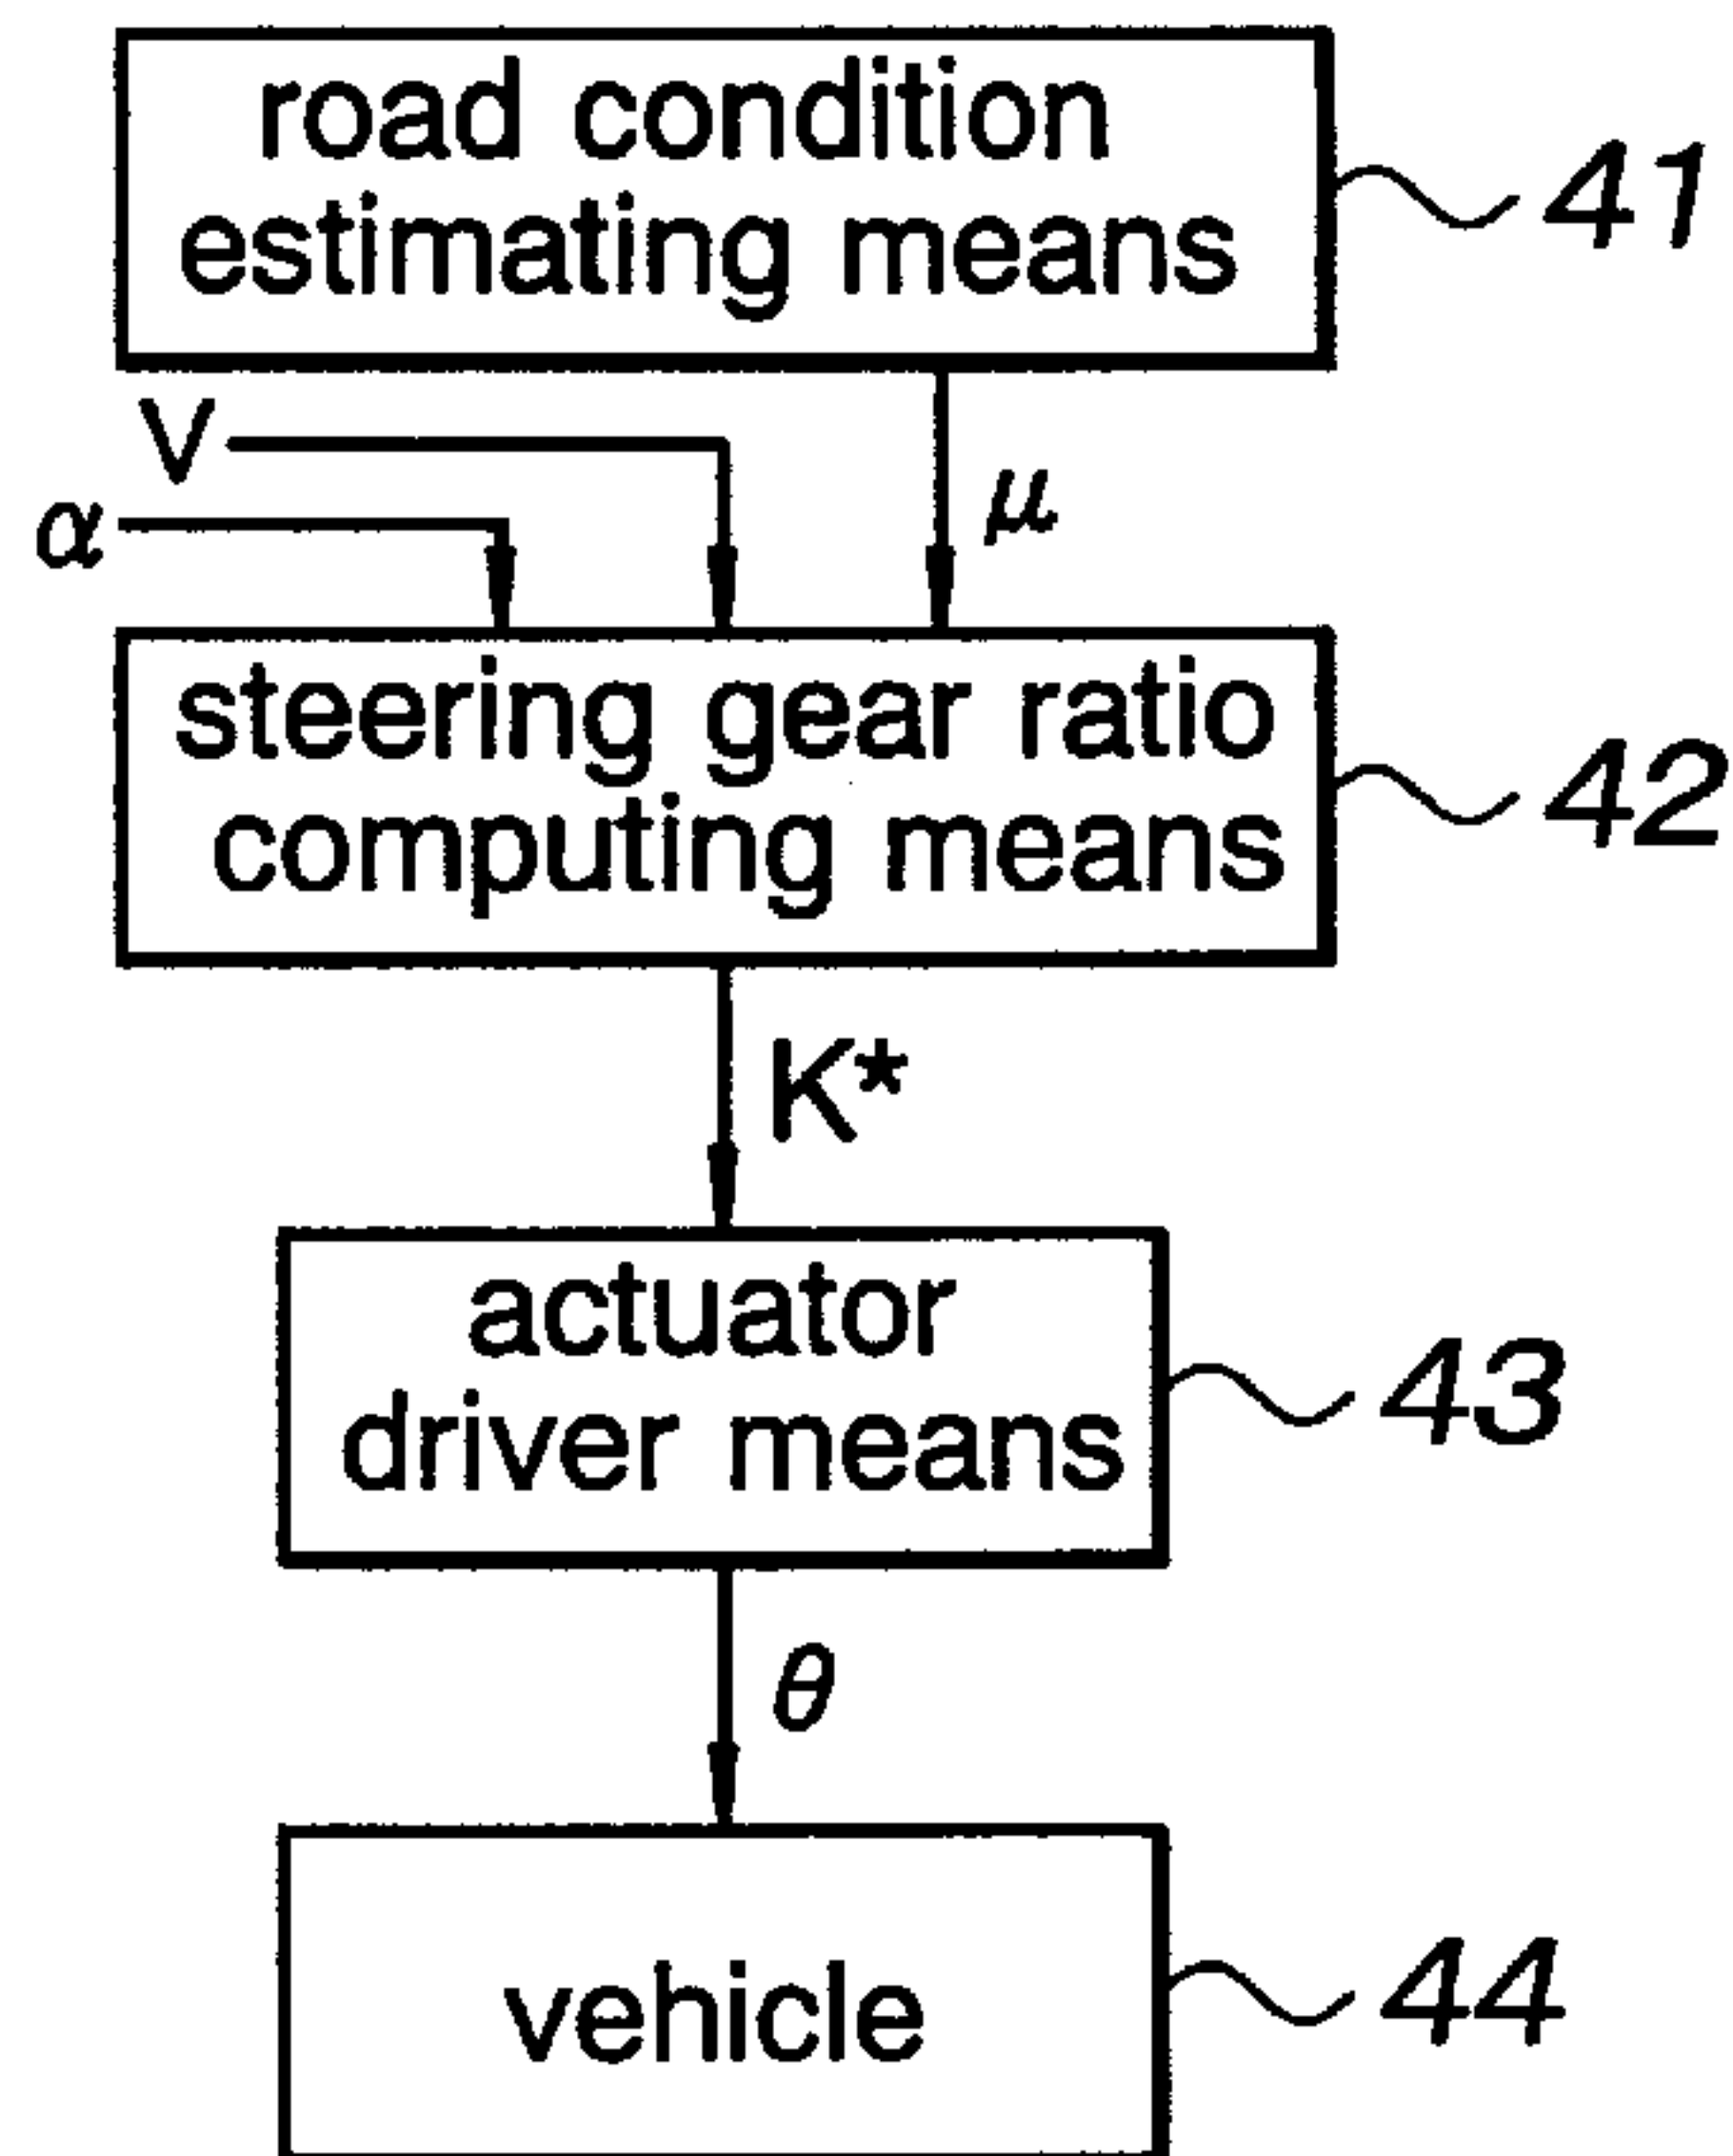 road condition
estimating means
41
V
α
μ
steering gear ratio
computing means
42
K*
actuator
driver means
43
θ
vehicle
44